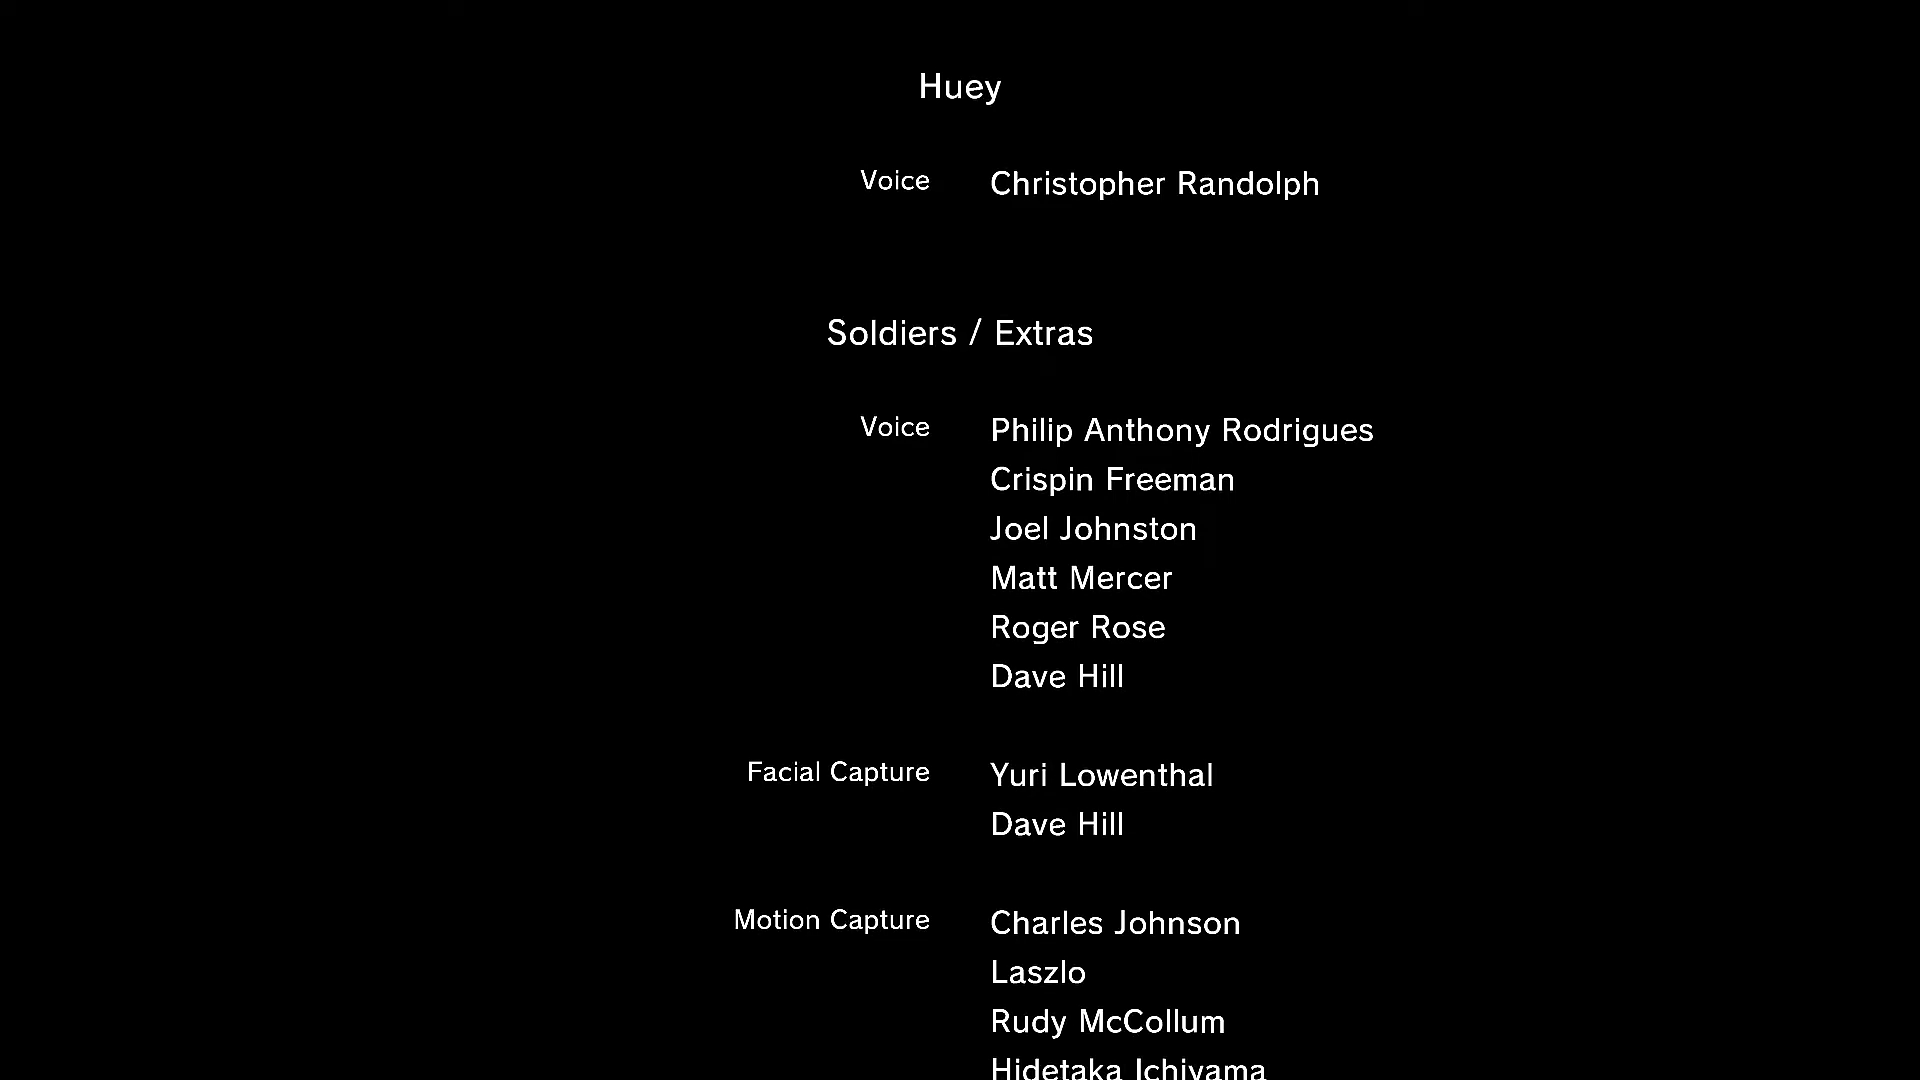 Huey
Voice Christopher Randolph
Soldiers / Extras
Voice Philip Anthony Rodrigues
Crispin Freeman
Joel Johnston
Matt Mercer
Roger Rose
Dave Hill
Facial Capture Yuri Lowenthal
Dave Hill
Motion Capture Charles Johnson
Laszlo
Rudy McCollum
Hidetaka Ichiyama